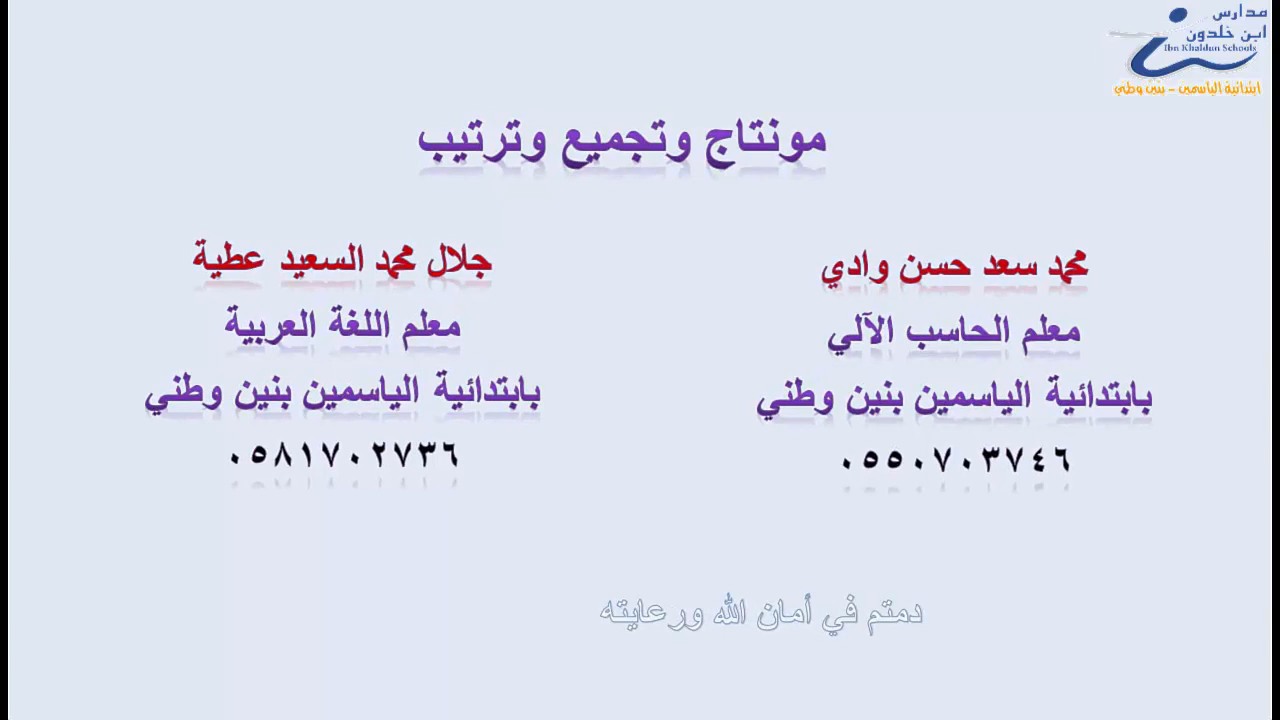 مدارس
ابن خلدون
Ibn Khaldun Schools
ابتدائية الياسمين - بنين وطني
مونتاج وتجميع وترتيب
محمد سعد حسن وادي
معلم الحاسب الآلي
بابتدائية الياسمين بنين وطني
٠٥٥٠٧٠٣٧٤٦
جلال محمد السعيد عطية
معلم اللغة العربية
بابتدائية الياسمين بنين وطني
٠٥٨١٧٠٢٧٣٦
دمتم في أمان الله ورعايته